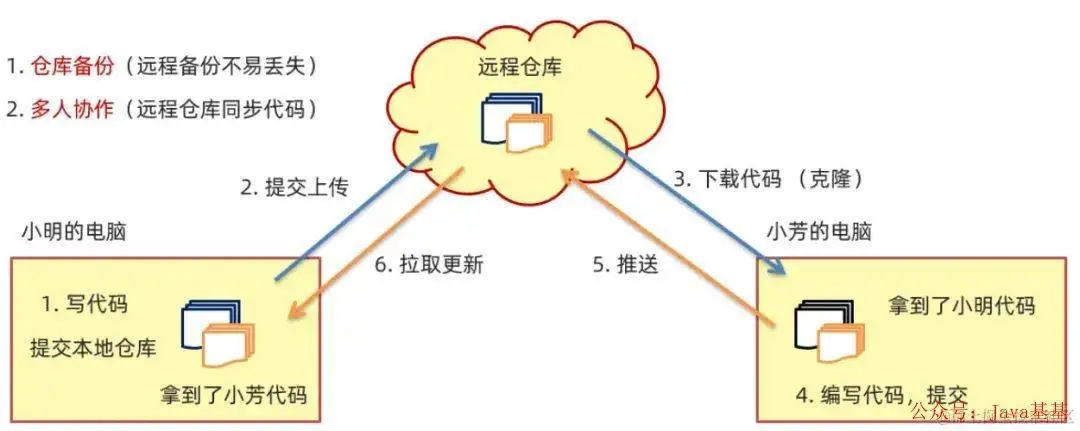 1. 仓库备份（远程备份不易丢失）
2. 多人协作（远程仓库同步代码）
远程仓库
2. 提交上传
3. 下载代码 （克隆）
小明的电脑
小芳的电脑
6. 拉取更新
5. 推送
1. 写代码
提交本地仓库
拿到了小芳代码
拿到了小明代码
4. 编写代码，提交
公众号：Java基基